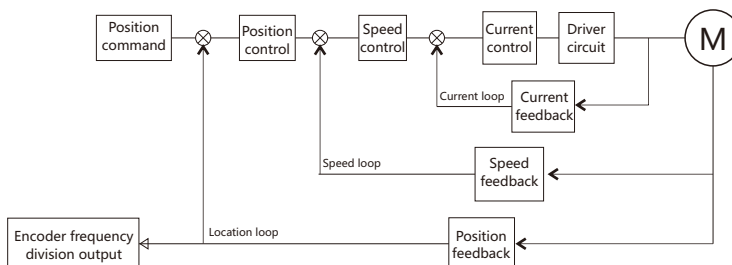 Position
command
Position
control
Speed
control
Current
control
Driver
circuit
M
Current loop
Current
feedback
Speed loop
Speed
feedback
Encoder frequency
division output
Location loop
Position
feedback